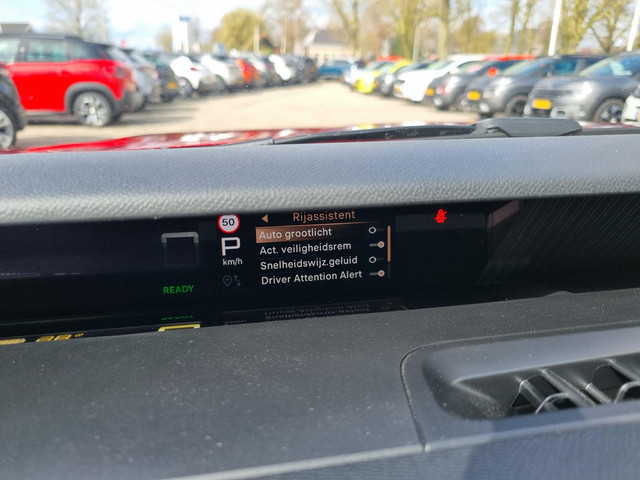 50
Rijassistent
P
km/h
Auto grootlicht
Act. veiligheidsrem
Snelheidswijz.geluid
Driver Attention Alert
READY